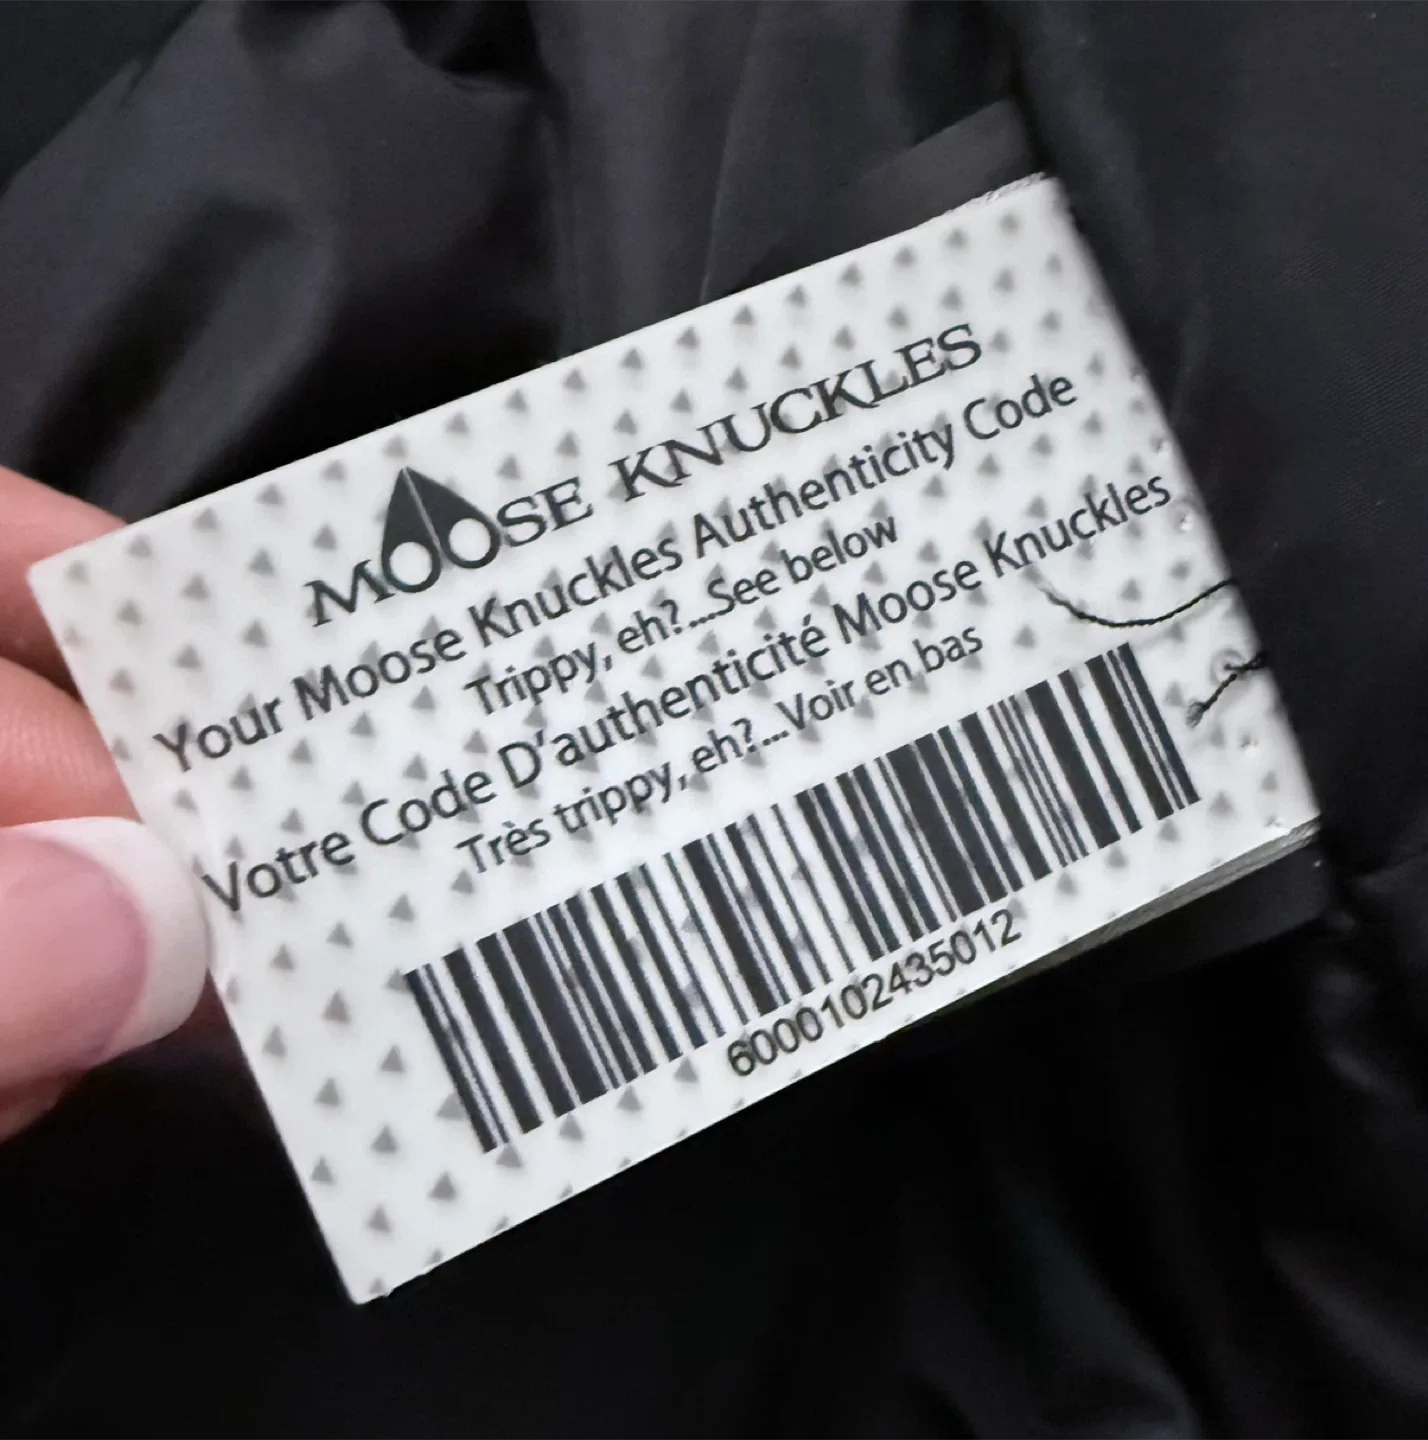 MOOSE KNUCKLES
Your Moose Knuckles Authenticity Code
Trippy, eh?...See below
Votre Code D'authenticité Moose Knuckles
Très trippy, eh?...Voir en bas
6000102435012